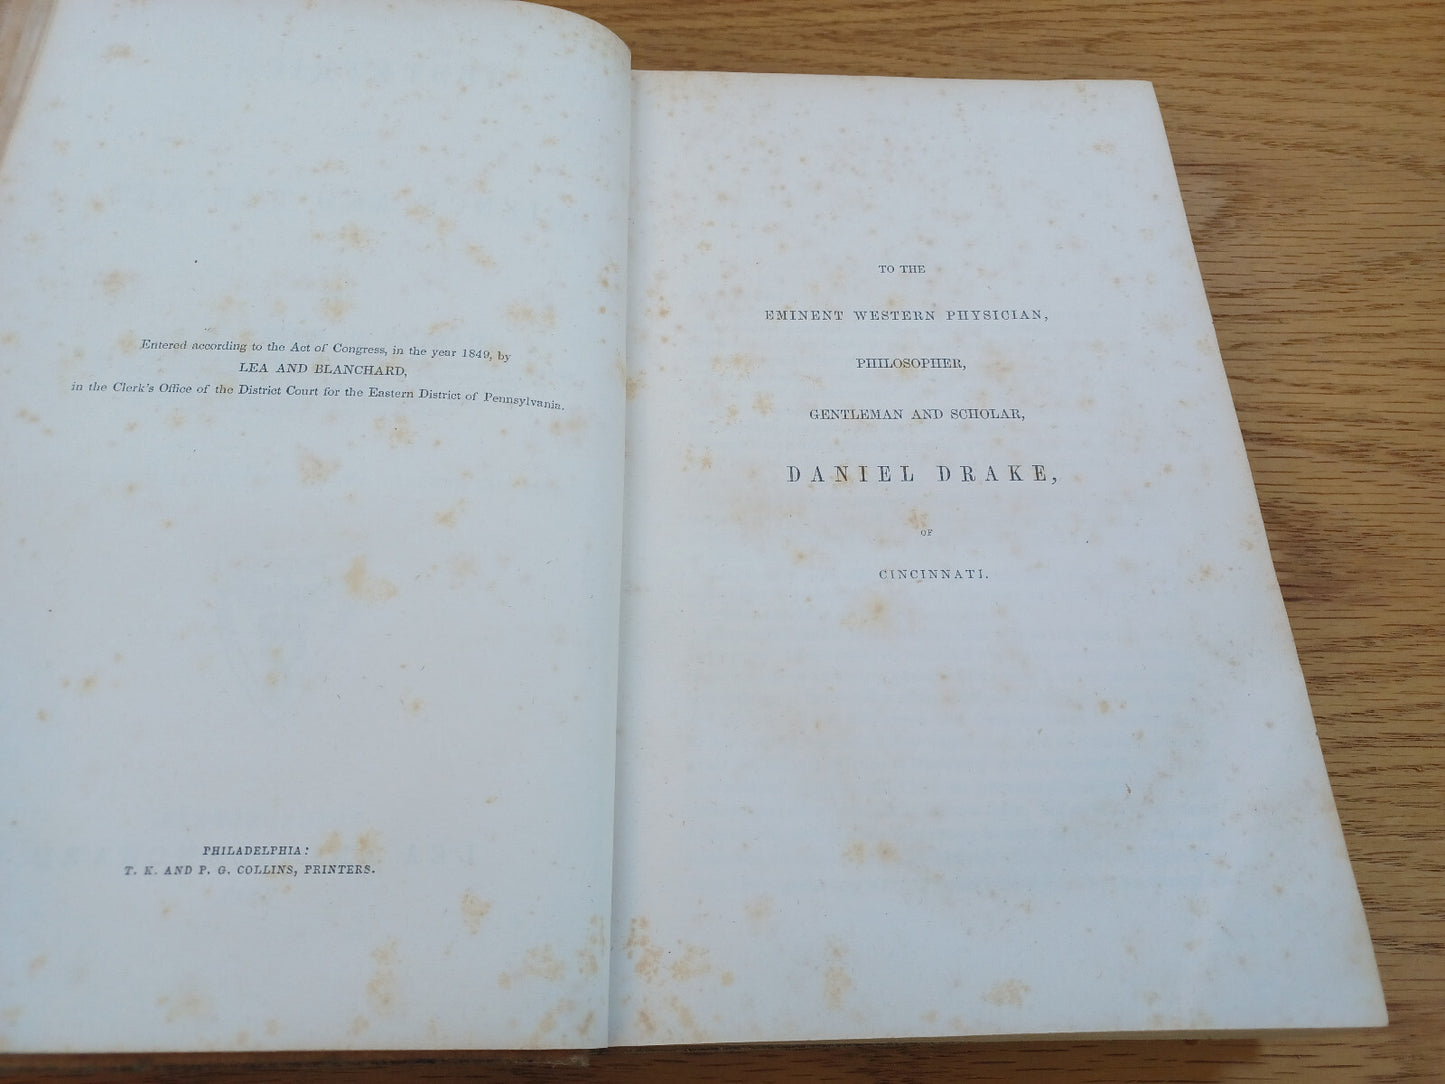 Entered according to the Act of Congress, in the year 1849, by
LEA AND BLANCHARD,
in the Clerk's Office of the District Court for the Eastern District of Pennsylvania.
PHILADELPHIA:
T. K. AND P. G. COLLINS, PRINTERS.
TO THE
EMINENT WESTERN PHYSICIAN,
PHILOSOPHER,
GENTLEMAN AND SCHOLAR,
DANIEL DRAKE,
OF
CINCINNATI.